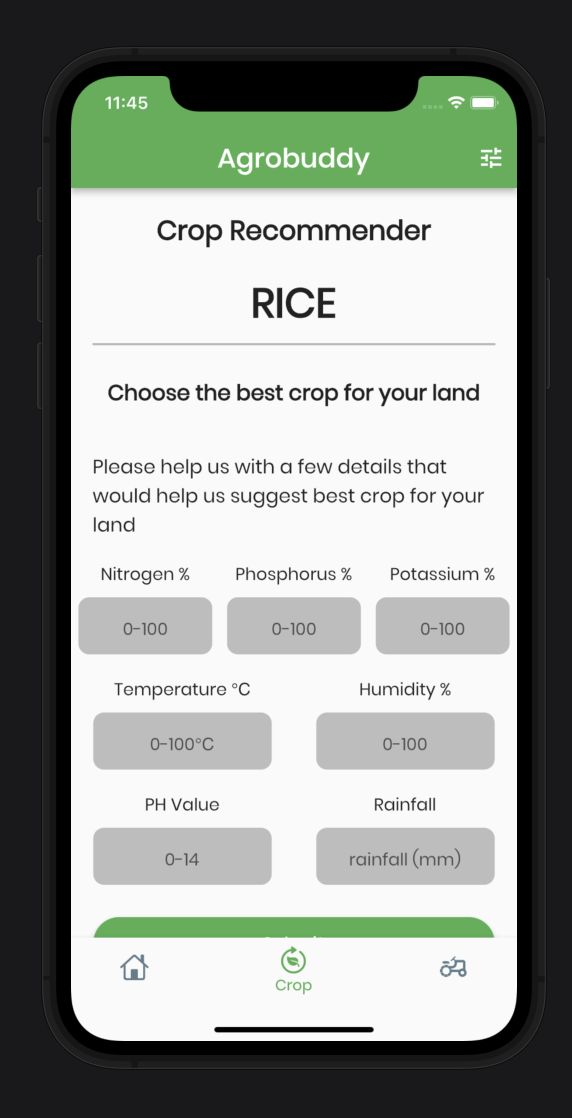 11:45
Agrobuddy
Crop Recommender
RICE
Choose the best crop for your land
Please help us with a few details that
would help us suggest best crop for your
land
Nitrogen % Phosphorus % Potassium %
0-100 0-100 0-100
Temperature °C Humidity %
0-100°C 0-100
PH Value Rainfall
0-14 rainfall (mm)
Crop